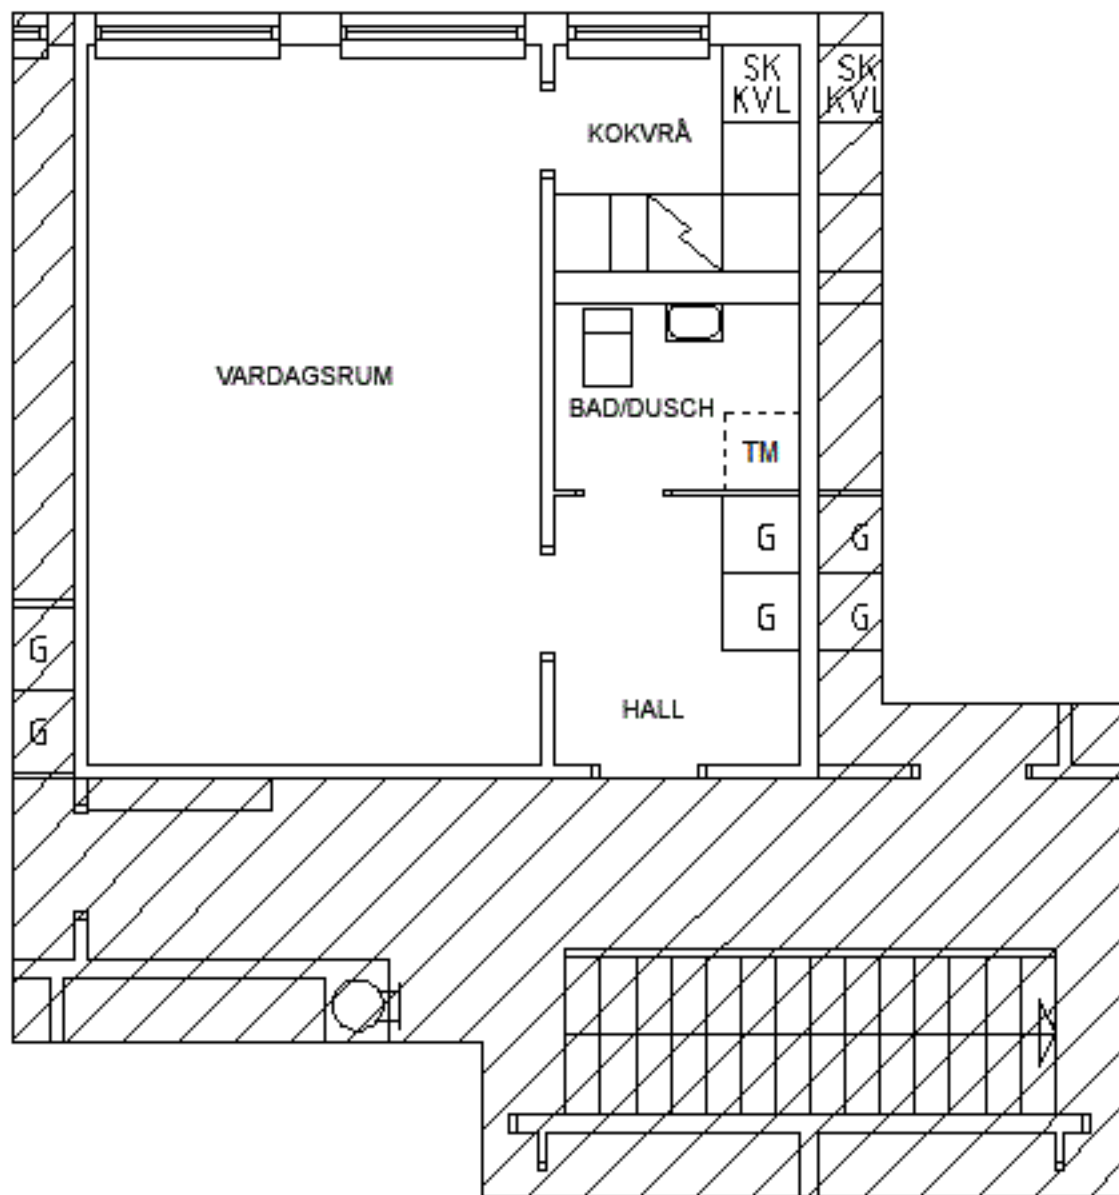 SK SK
KVL KVL
KOKVRÅ
VARDAGSRUM
BAD/DUSCH
TM
G G
G G
G
HALL
G